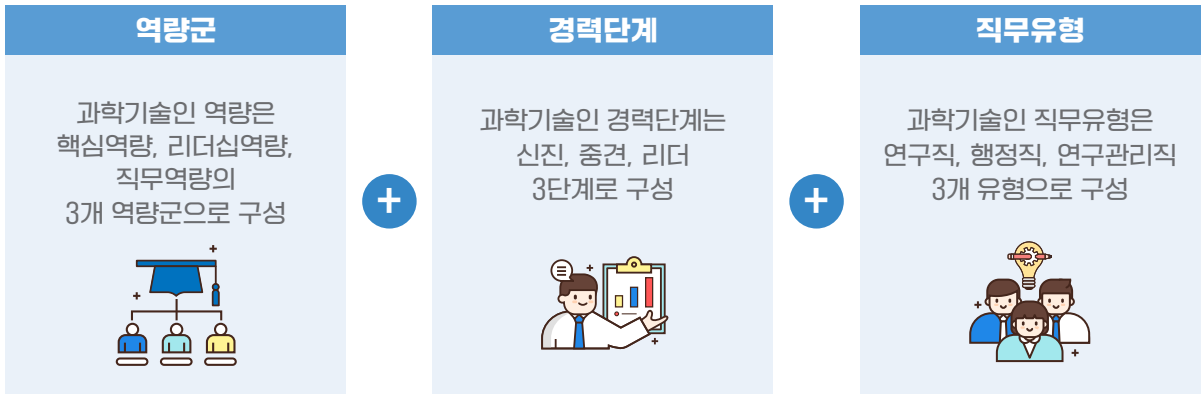 역량군
과학기술인 역량은
핵심역량, 리더십역량,
직무역량의
3개 역량군으로 구성
+
경력단계
과학기술인 경력단계는
신진, 중견, 리더
3단계로 구성
+
직무유형
과학기술인 직무유형은
연구직, 행정직, 연구관리직
3개 유형으로 구성